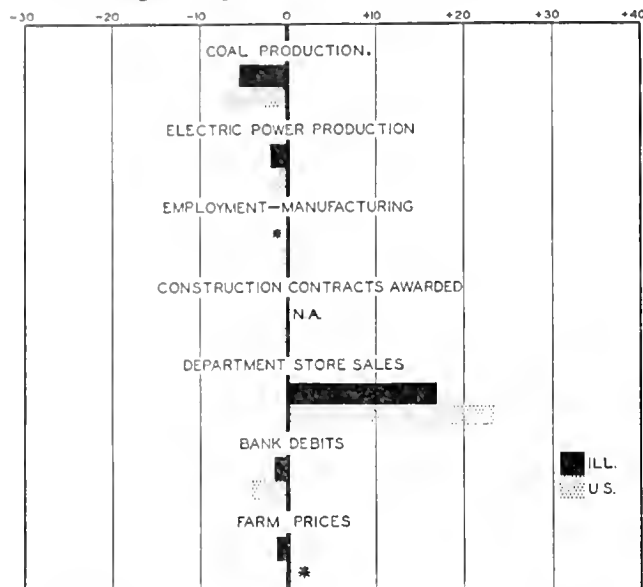 -30 -20 -10 0 +10 +20 +30 +40
COAL PRODUCTION.
ELECTRIC POWER PRODUCTION
EMPLOYMENT—MANUFACTURING
*
CONSTRUCTION CONTRACTS AWARDED
N.A.
DEPARTMENT STORE SALES
BANK DEBITS
ILL.
U.S.
FARM PRICES
*